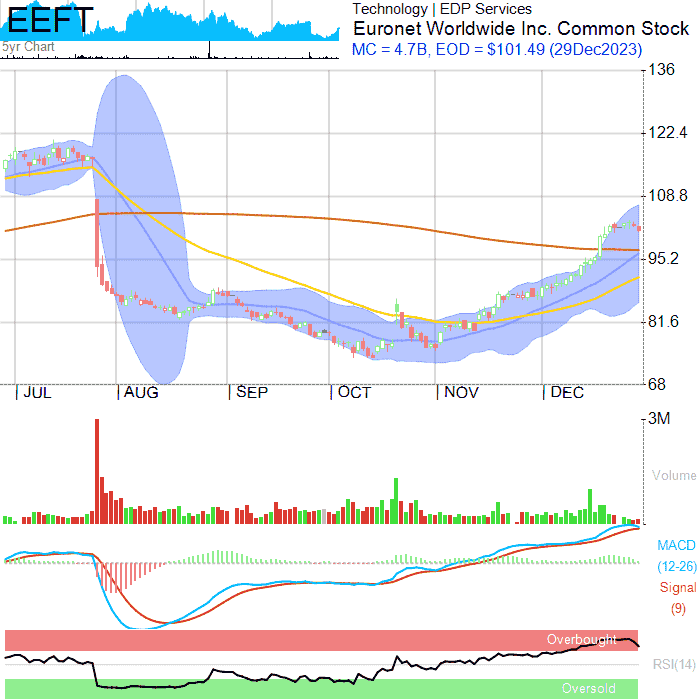 EEFT
5yr Chart
Technology | EDP Services
Euronet Worldwide Inc. Common Stock
MC = 4.7B, EOD = $101.49 (29Dec2023)
136
122.4
108.8
95.2
81.6
68
JUL AUG SEP OCT NOV DEC
3M
Volume
MACD
(12-26)
Signal
(9)
Overbought
RSI(14)
Oversold